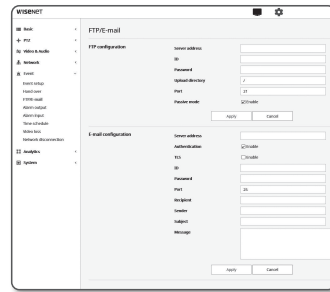 WISENET
Basic
PTZ
Video & Audio
Network
Event
Event setup
Hand over
FTP/E-mail
Alarm output
Alarm input
Time schedule
Video loss
Network disconnection
Analytics
System
FTP/E-mail
FTP configuration
Server address
ID
Password
Upload directory /
Port 21
Passive mode Enable
Apply Cancel
E-mail configuration
Server address
Authentication Enable
TLS Enable
ID
Password
Port 25
Recipient
Sender
Subject
Message
Apply Cancel